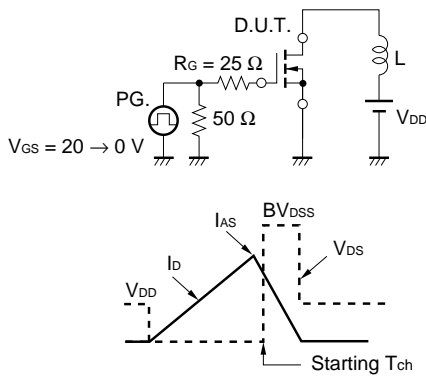 D.U.T.
RG = 25 Ω
L
PG.
50 Ω
VDD
VGS = 20 → 0 V
BVDSS
IAS
VDS
ID
VDD
Starting Tch